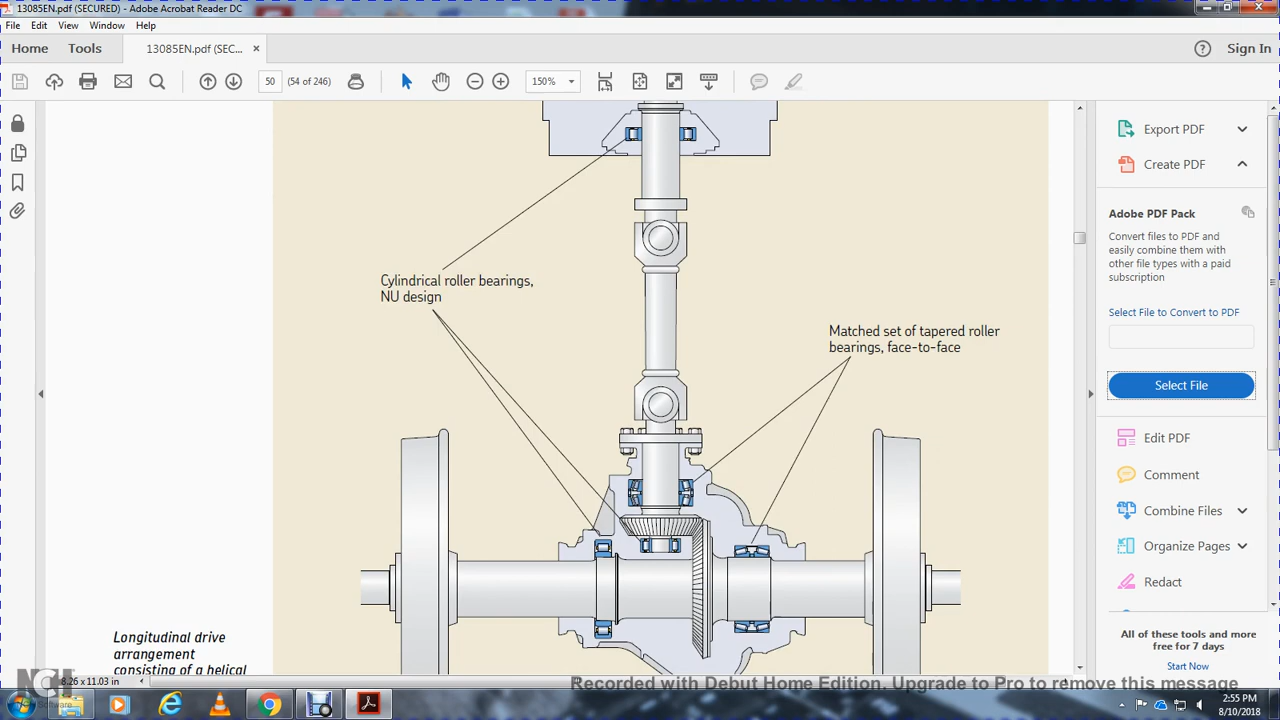 13085EN.pdf (SECURED) - Adobe Acrobat Reader DC
File Edit View Window Help
Home Tools 13085EN.pdf (SEC... × Sign In
50 (54 of 246) 150%
Cylindrical roller bearings,
NU design
Matched set of tapered roller
bearings, face-to-face
Longitudinal drive
arrangement
consisting of a helical
8.26 x 11.03 in
Export PDF
Create PDF
Adobe PDF Pack
Convert files to PDF and
easily combine them with
other file types with a paid
subscription
Select File to Convert to PDF
Select File
Edit PDF
Comment
Combine Files
Organize Pages
Redact
All of these tools and more
free for 7 days
Start Now
NCH Software
Recorded with Debut Home Edition. Upgrade to Pro to remove this message
2:55 PM
8/10/2018